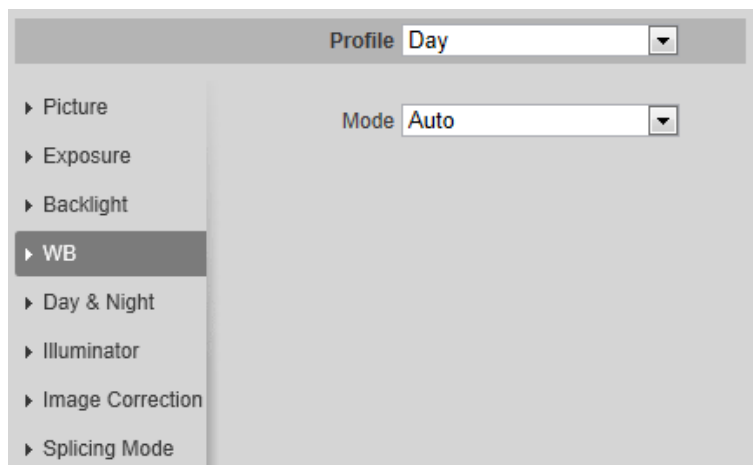 Profile Day
Picture
Mode Auto
Exposure
Backlight
WB
Day & Night
Illuminator
Image Correction
Splicing Mode